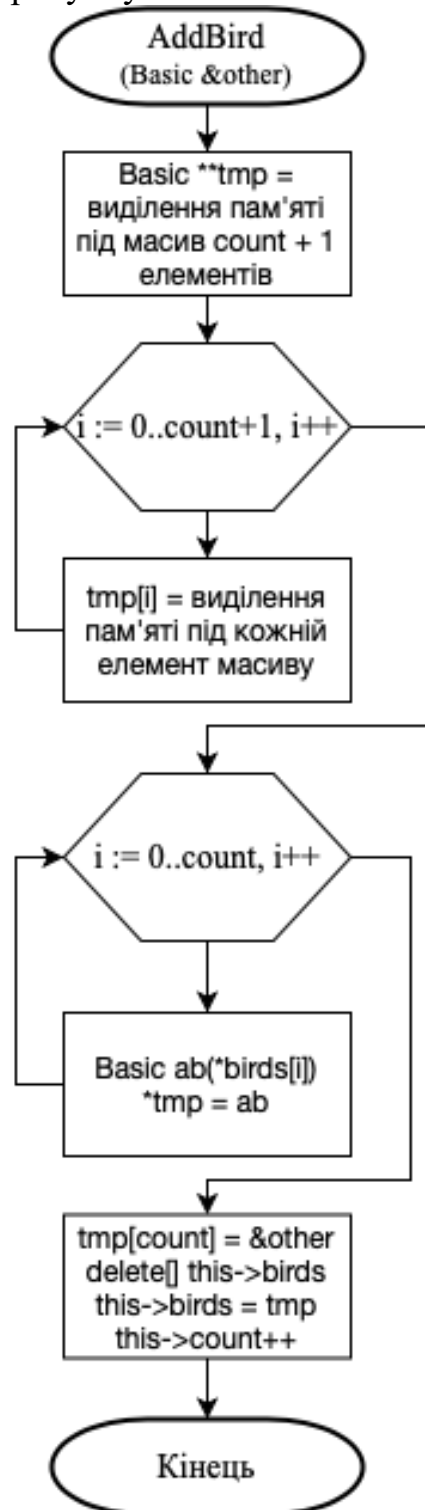 AddBird
(Basic &other)
Basic **tmp =
виділення пам'яті
під масив count + 1
елементів
i := 0..count+1, i++
tmp[i] = виділення
пам'яті під кожній
елемент масиву
i := 0..count, i++
Basic ab(*birds[i])
*tmp = ab
tmp[count] = &other
delete[] this->birds
this->birds = tmp
this->count++
Кінець